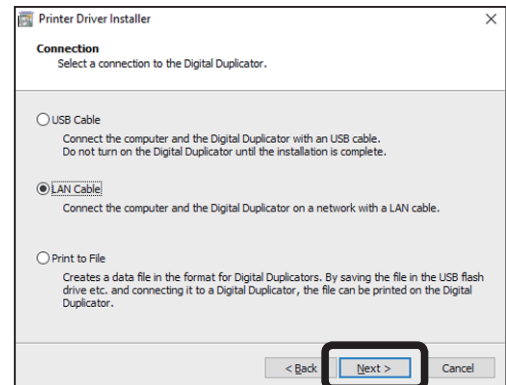 Printer Driver Installer
Connection
Select a connection to the Digital Duplicator.
USB Cable
Connect the computer and the Digital Duplicator with an USB cable.
Do not turn on the Digital Duplicator until the installation is complete.
LAN Cable
Connect the computer and the Digital Duplicator on a network with a LAN cable.
Print to File
Creates a data file in the format for Digital Duplicators. By saving the file in the USB flash
drive etc. and connecting it to a Digital Duplicator, the file can be printed on the Digital
Duplicator.
< Back Next > Cancel